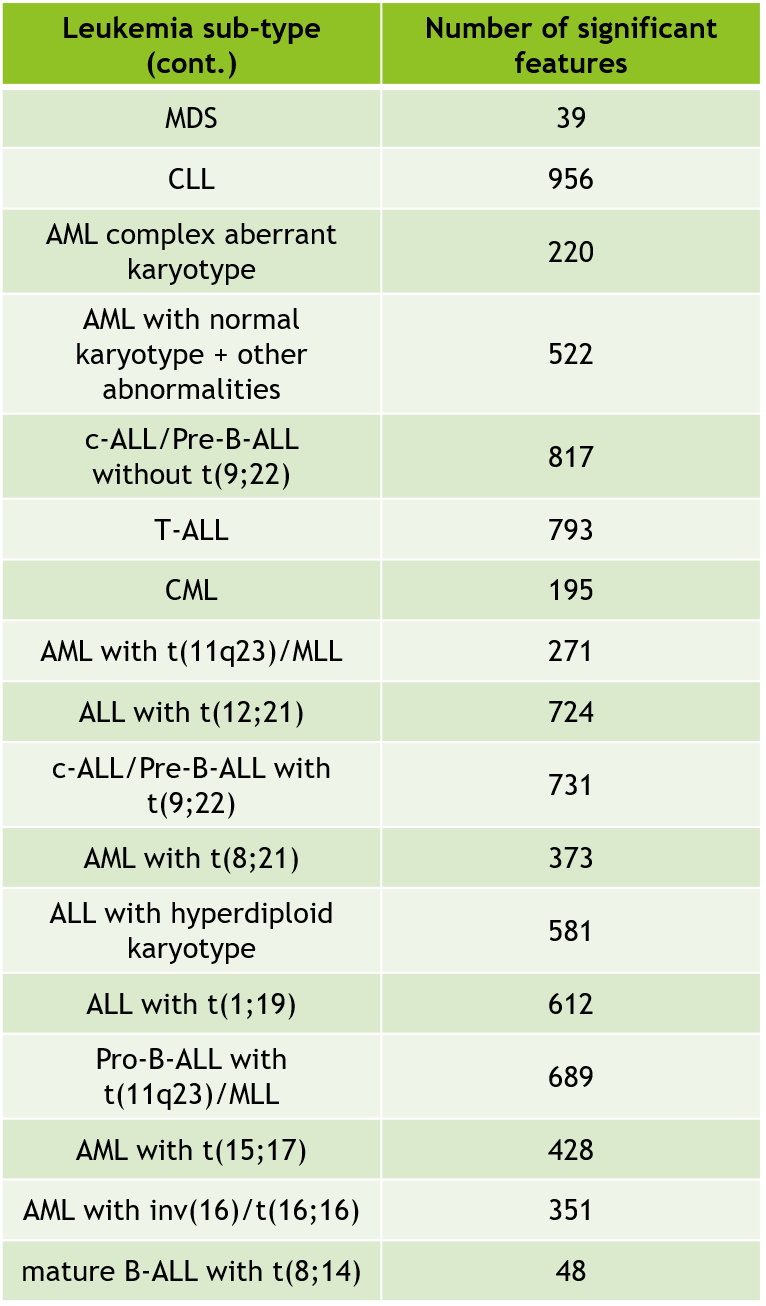 Leukemia sub-type Number of significant
(cont.) features
MDS 39
CLL 956
AML complex aberrant
karyotype 220
AML with normal
karyotype + other 522
abnormalities
c-ALL/Pre-B-ALL
without t(9;22) 817
T-ALL 793
CML 195
AML with t(11q23)/MLL 271
ALL with t(12;21) 724
c-ALL/Pre-B-ALL with
t(9;22) 731
AML with t(8;21) 373
ALL with hyperdiploid
karyotype 581
ALL with t(1;19) 612
Pro-B-ALL with
t(11q23)/MLL 689
AML with t(15;17) 428
AML with inv(16)/t(16;16) 351
mature B-ALL with t(8;14) 48